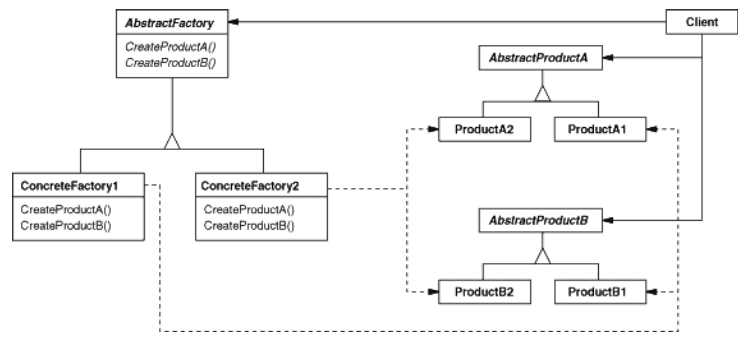 AbstractFactory
CreateProductA()
CreateProductB()
Client
AbstractProductA
ProductA2
ProductA1
ConcreteFactory1
CreateProductA()
CreateProductB()
ConcreteFactory2
CreateProductA()
CreateProductB()
AbstractProductB
ProductB2
ProductB1